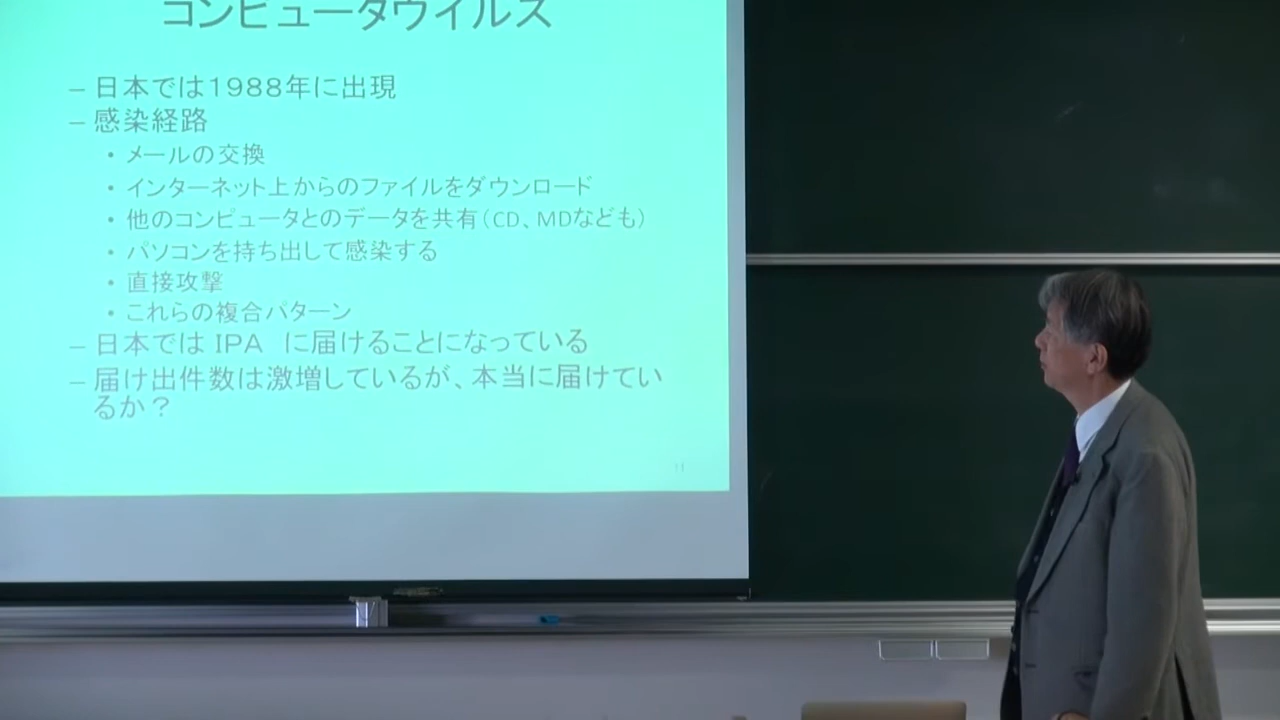 コンピュータウイルス
– 日本では1988年に出現
– 感染経路
• メールの交換
• インターネット上からのファイルをダウンロード
• 他のコンピュータとのデータを共有（CD、MDなども）
• パソコンを持ち出して感染する
• 直接攻撃
• これらの複合パターン
– 日本では IPA に届けることになっている
– 届け出件数は激増しているが、本当に届けてい
るか？
11